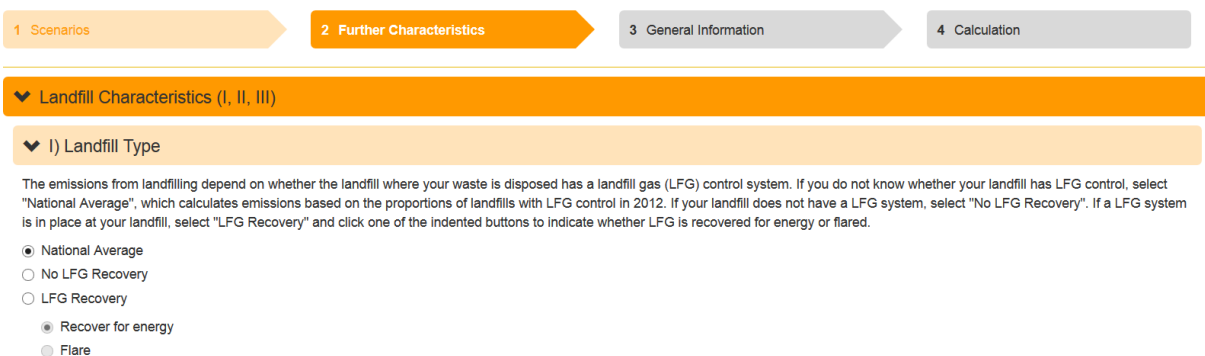 1 Scenarios
2 Further Characteristics
3 General Information
4 Calculation
Landfill Characteristics (I, II, III)
I) Landfill Type
The emissions from landfilling depend on whether the landfill where your waste is disposed has a landfill gas (LFG) control system. If you do not know whether your landfill has LFG control, select
"National Average", which calculates emissions based on the proportions of landfills with LFG control in 2012. If your landfill does not have a LFG system, select "No LFG Recovery". If a LFG system
is in place at your landfill, select "LFG Recovery" and click one of the indented buttons to indicate whether LFG is recovered for energy or flared.
National Average
No LFG Recovery
LFG Recovery
Recover for energy
Flare